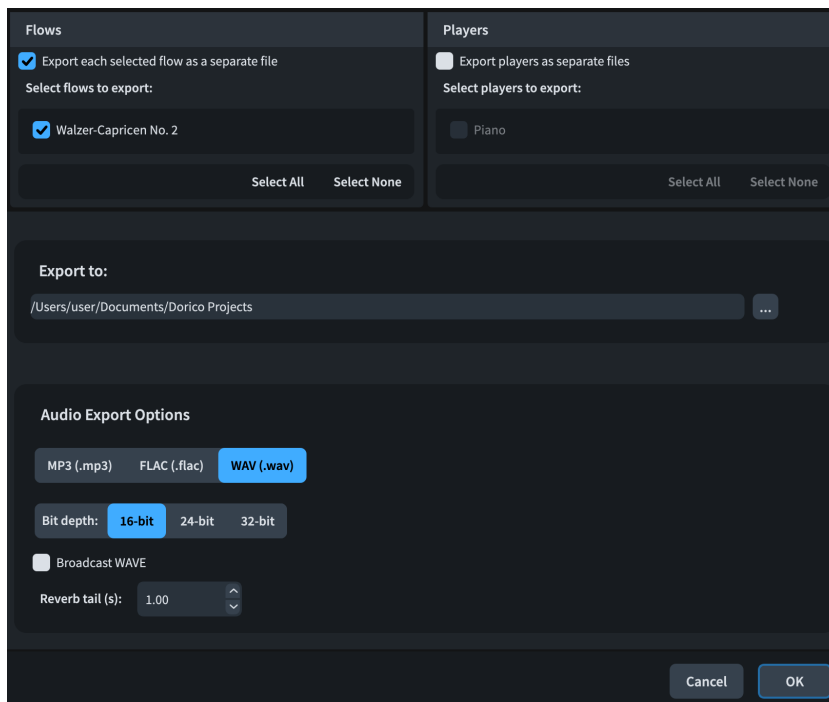 Flows
Export each selected flow as a separate file
Select flows to export:
Walzer-Capricen No. 2
Select All Select None
Players
Export players as separate files
Select players to export:
Piano
Select All Select None
Export to:
/Users/user/Documents/Dorico Projects
...
Audio Export Options
MP3 (.mp3) FLAC (.flac) WAV (.wav)
Bit depth: 16-bit 24-bit 32-bit
Broadcast WAVE
Reverb tail (s): 1.00
Cancel OK